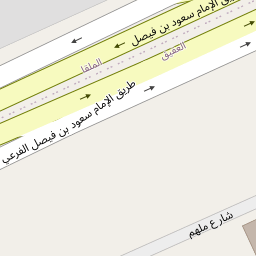 طريق الإمام سعود بن فيصل
الملقا
العقيق
طريق الإمام سعود بن فيصل الفرعي
شارع ملهم